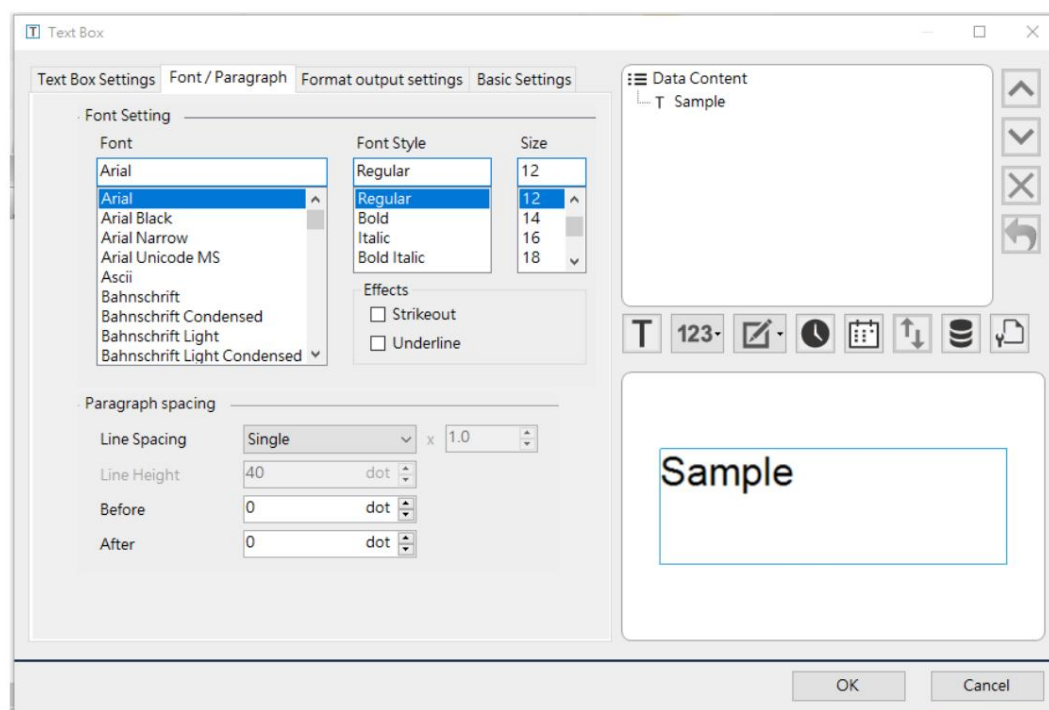 Text Box
Text Box Settings
Font / Paragraph
Format output settings
Basic Settings
Font Setting
Font
Arial
Arial
Arial Black
Arial Narrow
Arial Unicode MS
Ascii
Bahnschrift
Bahnschrift Condensed
Bahnschrift Light
Bahnschrift Light Condensed
Font Style
Regular
Regular
Bold
Italic
Bold Italic
Size
12
12
14
16
18
Effects
Strikeout
Underline
Paragraph spacing
Line Spacing Single x 1.0
Line Height 40 dot
Before 0 dot
After 0 dot
Data Content
T Sample
T 123
Sample
OK
Cancel